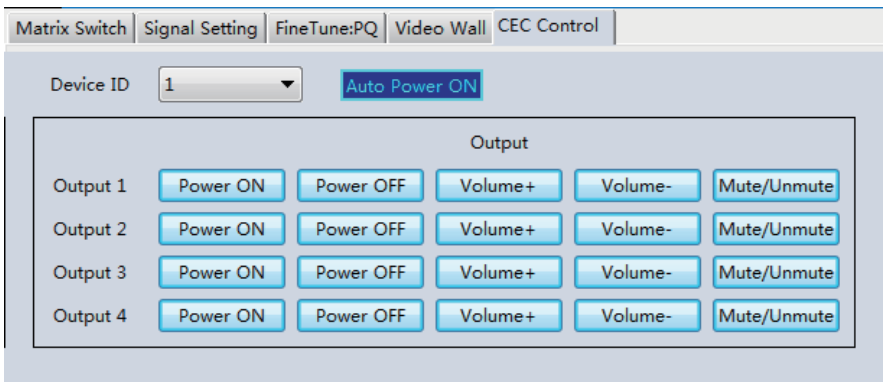 Matrix Switch Signal Setting FineTune:PQ Video Wall CEC Control
Device ID 1 Auto Power ON
Output
Output 1 Power ON Power OFF Volume+ Volume- Mute/Unmute
Output 2 Power ON Power OFF Volume+ Volume- Mute/Unmute
Output 3 Power ON Power OFF Volume+ Volume- Mute/Unmute
Output 4 Power ON Power OFF Volume+ Volume- Mute/Unmute